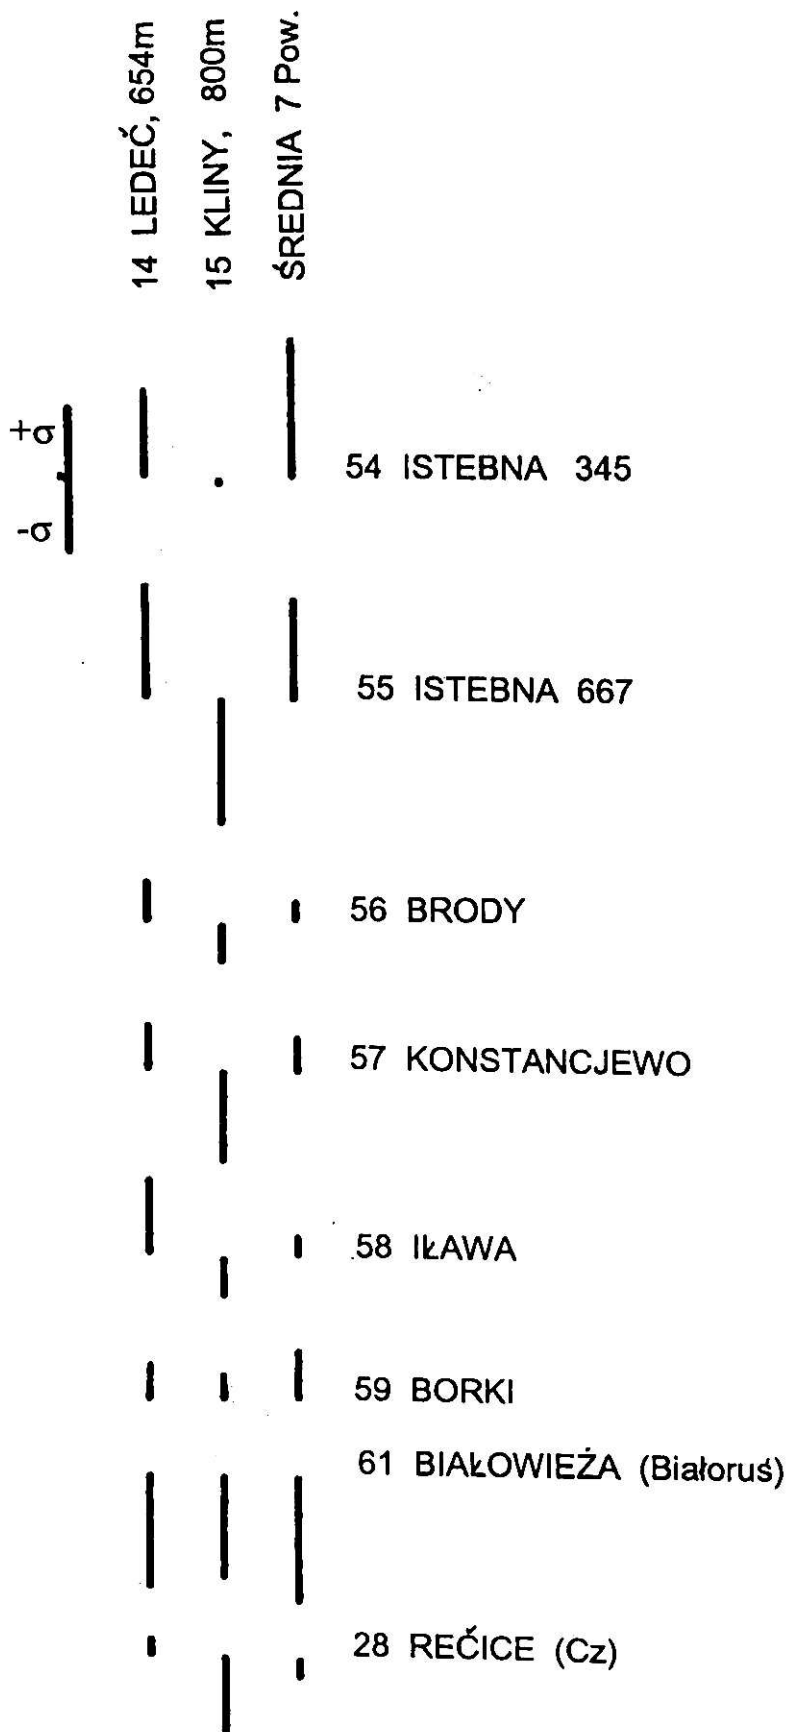 14 LEDEČ, 654m
15 KLINY, 800m
ŚREDNIA 7 Pow.
+σ
-σ
54 ISTEBNA 345
55 ISTEBNA 667
56 BRODY
57 KONSTANCJEWO
58 IŁAWA
59 BORKI
61 BIAŁOWIEŻA (Białoruś)
28 REČICE (Cz)